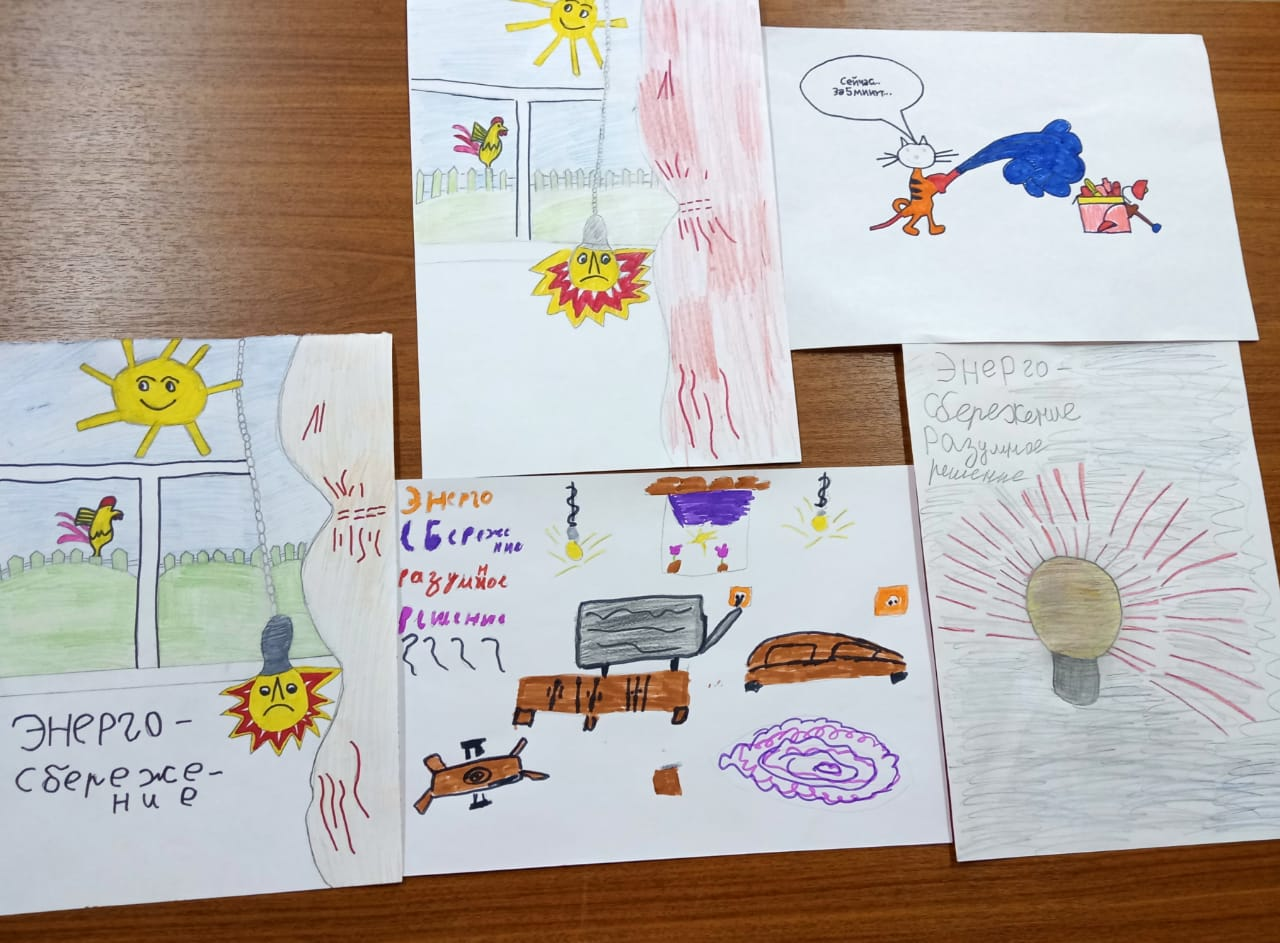 Сейчас..
За 5 минут...
Энерго-
сбережение
Разумное
решение
Энерго
Сбереже
ние
разумное
решение
Энерго-
сбереже-
ние